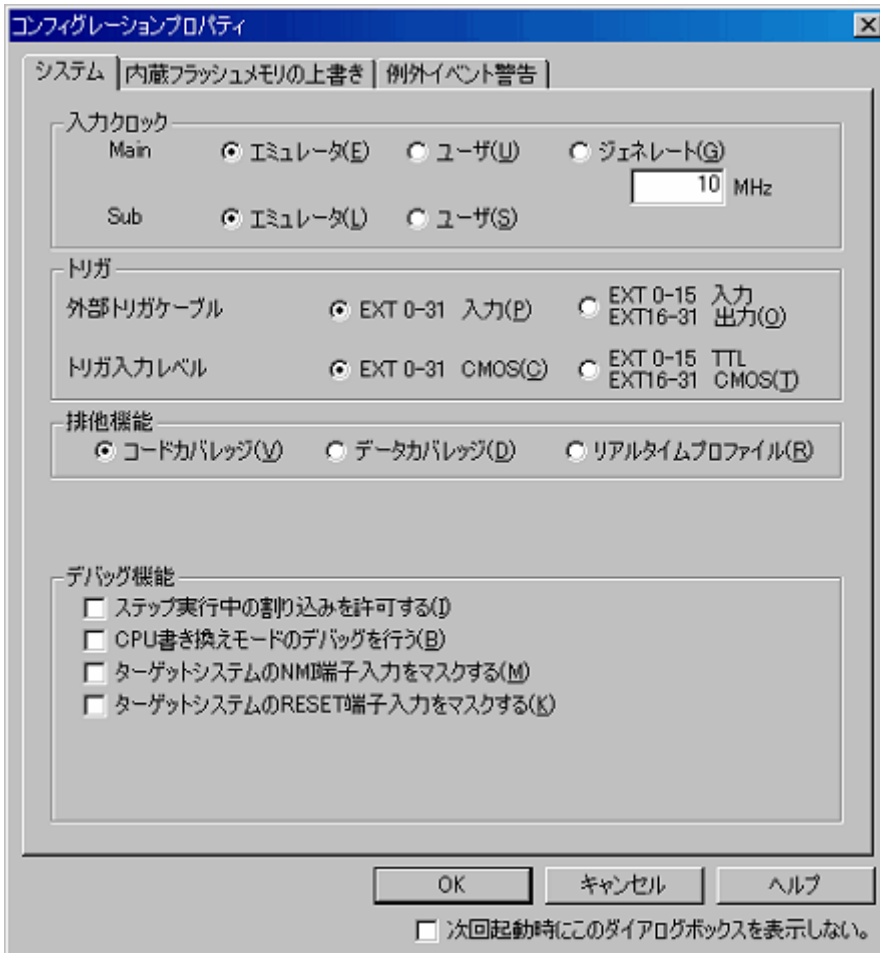 コンフィグレーションプロパティ
システム 内蔵フラッシュメモリの上書き 例外イベント警告
入力クロック
Main エミュレータ(E) ユーザ(U) ジェネレート(G)
10 MHz
Sub エミュレータ(L) ユーザ(S)
トリガ
外部トリガケーブル EXT 0-31 入力(P) EXT 0-15 入力
EXT16-31 出力(O)
トリガ入力レベル EXT 0-31 CMOS(C) EXT 0-15 TTL
EXT16-31 CMOS(T)
排他機能
コードカバレッジ(V) データカバレッジ(D) リアルタイムプロファイル(R)
デバッグ機能
ステップ実行中の割り込みを許可する(I)
CPU書き換えモードのデバッグを行う(B)
ターゲットシステムのNMI端子入力をマスクする(M)
ターゲットシステムのRESET端子入力をマスクする(K)
OK キャンセル ヘルプ
次回起動時にこのダイアログボックスを表示しない。